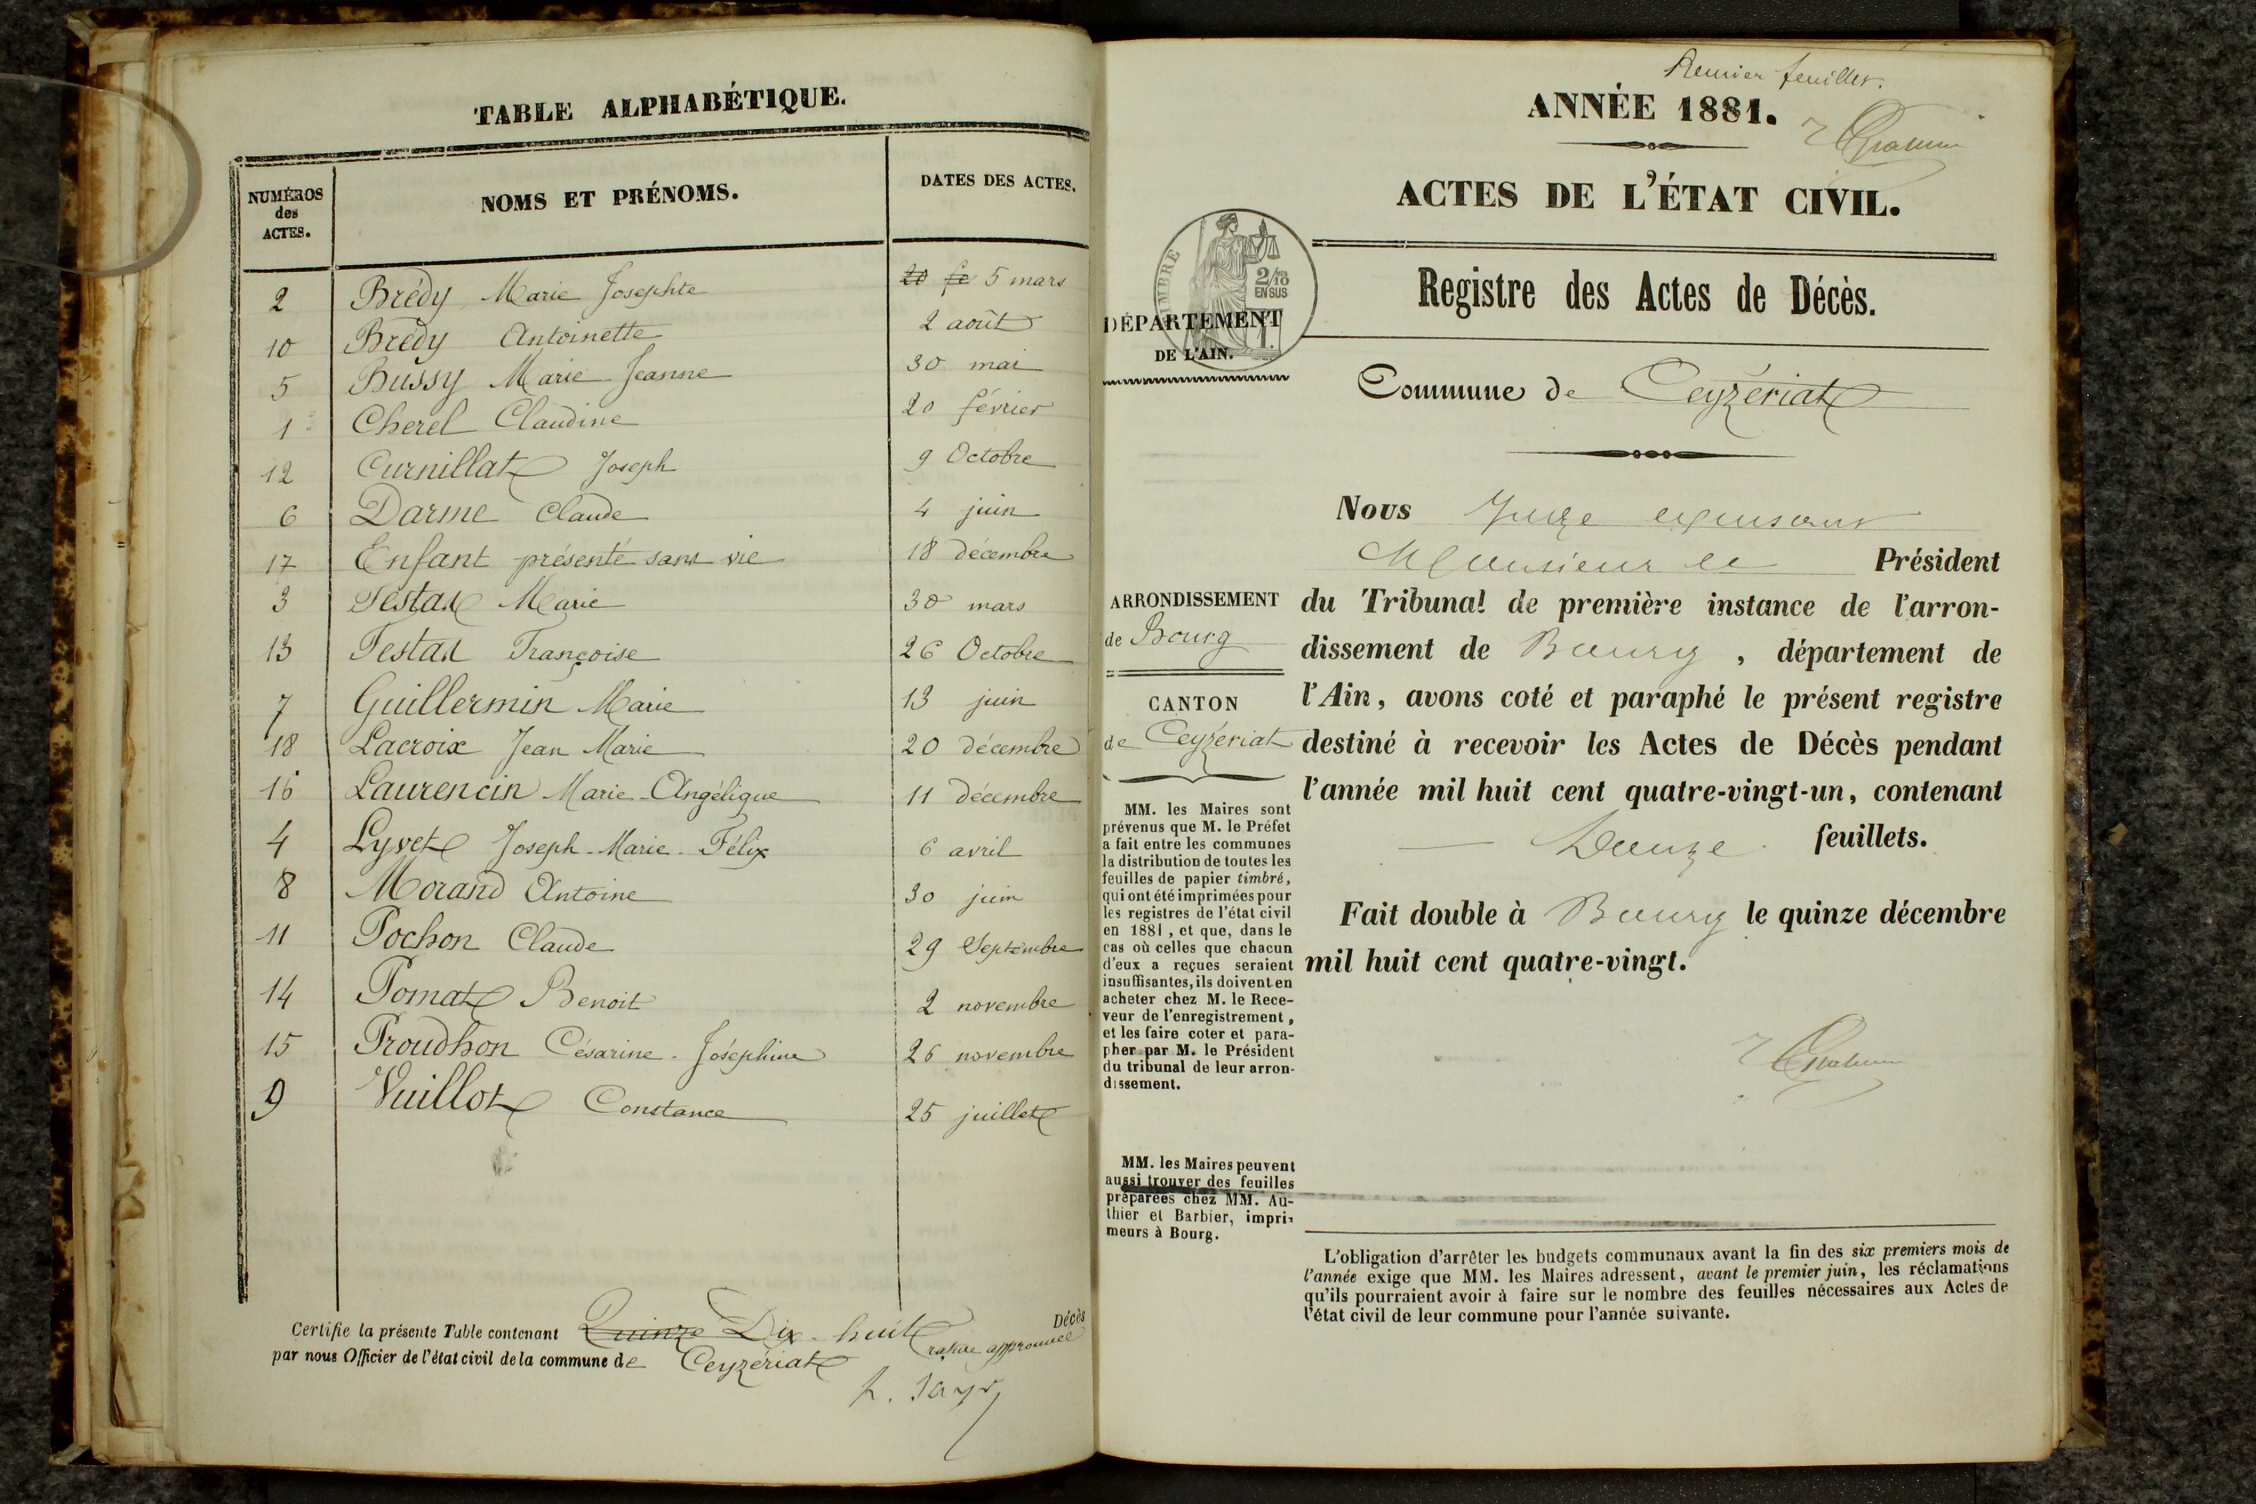 TABLE ALPHABÉTIQUE.
NUMÉROS des ACTES. NOMS ET PRÉNOMS. DATES DES ACTES.
2 Brédy Marie Josephte 20 fé 5 mars
10 Brédy Antoinette 2 août
5 Bussy Marie Jeanne 30 mai
1 Cherel Claudine 20 février
12 Curnillat Joseph 9 Octobre
6 Darme Claude 4 juin
17 Enfant présenté sans vie 18 décembre
3 Festas Marie 30 mars
13 Festas Françoise 26 Octobre
7 Guillermin Marie 13 juin
18 Lacroix Jean Marie 20 décembre
16 Laurencin Marie Angélique 11 décembre
4 Lyvet Joseph-Marie-Félix 6 avril
8 Morand Antoine 30 juin
11 Pochon Claude 29 Septembre
14 Pomat Benoit 2 novembre
15 Proudhon Césarine-Joséphine 26 novembre
9 Vuillot Constance 25 juillet
Certifie la présente Table contenant Quinze Dix-huit Décès
rature approuvée
par nous Officier de l'état civil de la commune de Ceyzériat
Premier feuillet.
ANNÉE 1881.
ACTES DE L'ÉTAT CIVIL.
TIMBRE
2/10 EN SUS
1.
DÉPARTEMENT
DE L'AIN.
Registre des Actes de Décès.
Commune de Ceyzériat
ARRONDISSEMENT
de Bourg
CANTON
de Ceyzériat
MM. les Maires sont
prévenus que M. le Préfet
a fait entre les communes
la distribution de toutes les
feuilles de papier timbré,
qui ont été imprimées pour
les registres de l'état civil
en 1881, et que, dans le
cas où celles que chacun
d'eux a reçues seraient
insuffisantes, ils doivent en
acheter chez M. le Rece-
veur de l'enregistrement,
et les faire coter et para-
pher par M. le Président
du tribunal de leur arron-
dissement.
MM. les Maires peuvent
aussi trouver des feuilles
préparées chez MM. Au-
thier et Barbier, impri-
meurs à Bourg.
Nous Juge
Monsieur le Président
du Tribunal de première instance de l'arron-
dissement de Bourg, département de
l'Ain, avons coté et paraphé le présent registre
destiné à recevoir les Actes de Décès pendant
l'année mil huit cent quatre-vingt-un, contenant
Douze feuillets.
Fait double à Bourg le quinze décembre
mil huit cent quatre-vingt.
L'obligation d'arrêter les budgets communaux avant la fin des six premiers mois de
l'année exige que MM. les Maires adressent, avant le premier juin, les réclamations
qu'ils pourraient avoir à faire sur le nombre des feuilles nécessaires aux Actes de
l'état civil de leur commune pour l'année suivante.